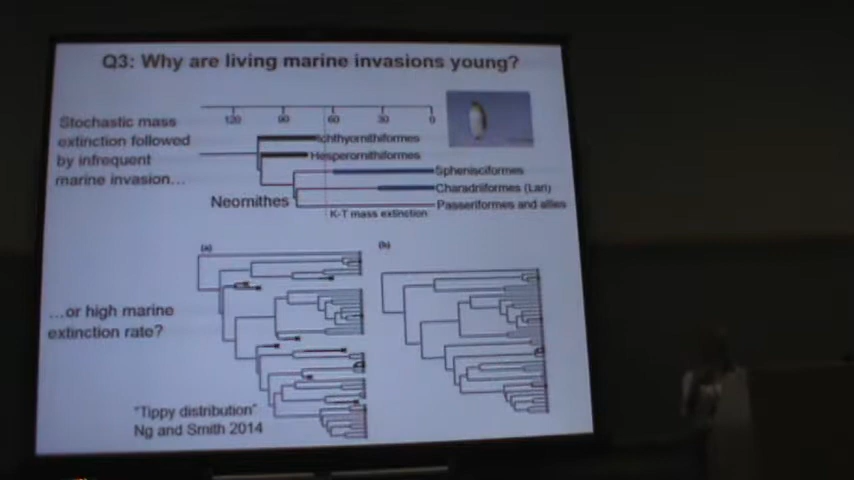 Q3: Why are living marine invasions young?
Stochastic mass
extinction followed
by infrequent
marine invasion...
120 90 60 30 0
Ichthyornithiformes
Hesperornithiformes
Sphenisciformes
Charadriiformes (Lari)
Neornithes
Passeriformes and allies
K-T mass extinction
(a)
(b)
...or high marine
extinction rate?
"Tippy distribution"
Ng and Smith 2014